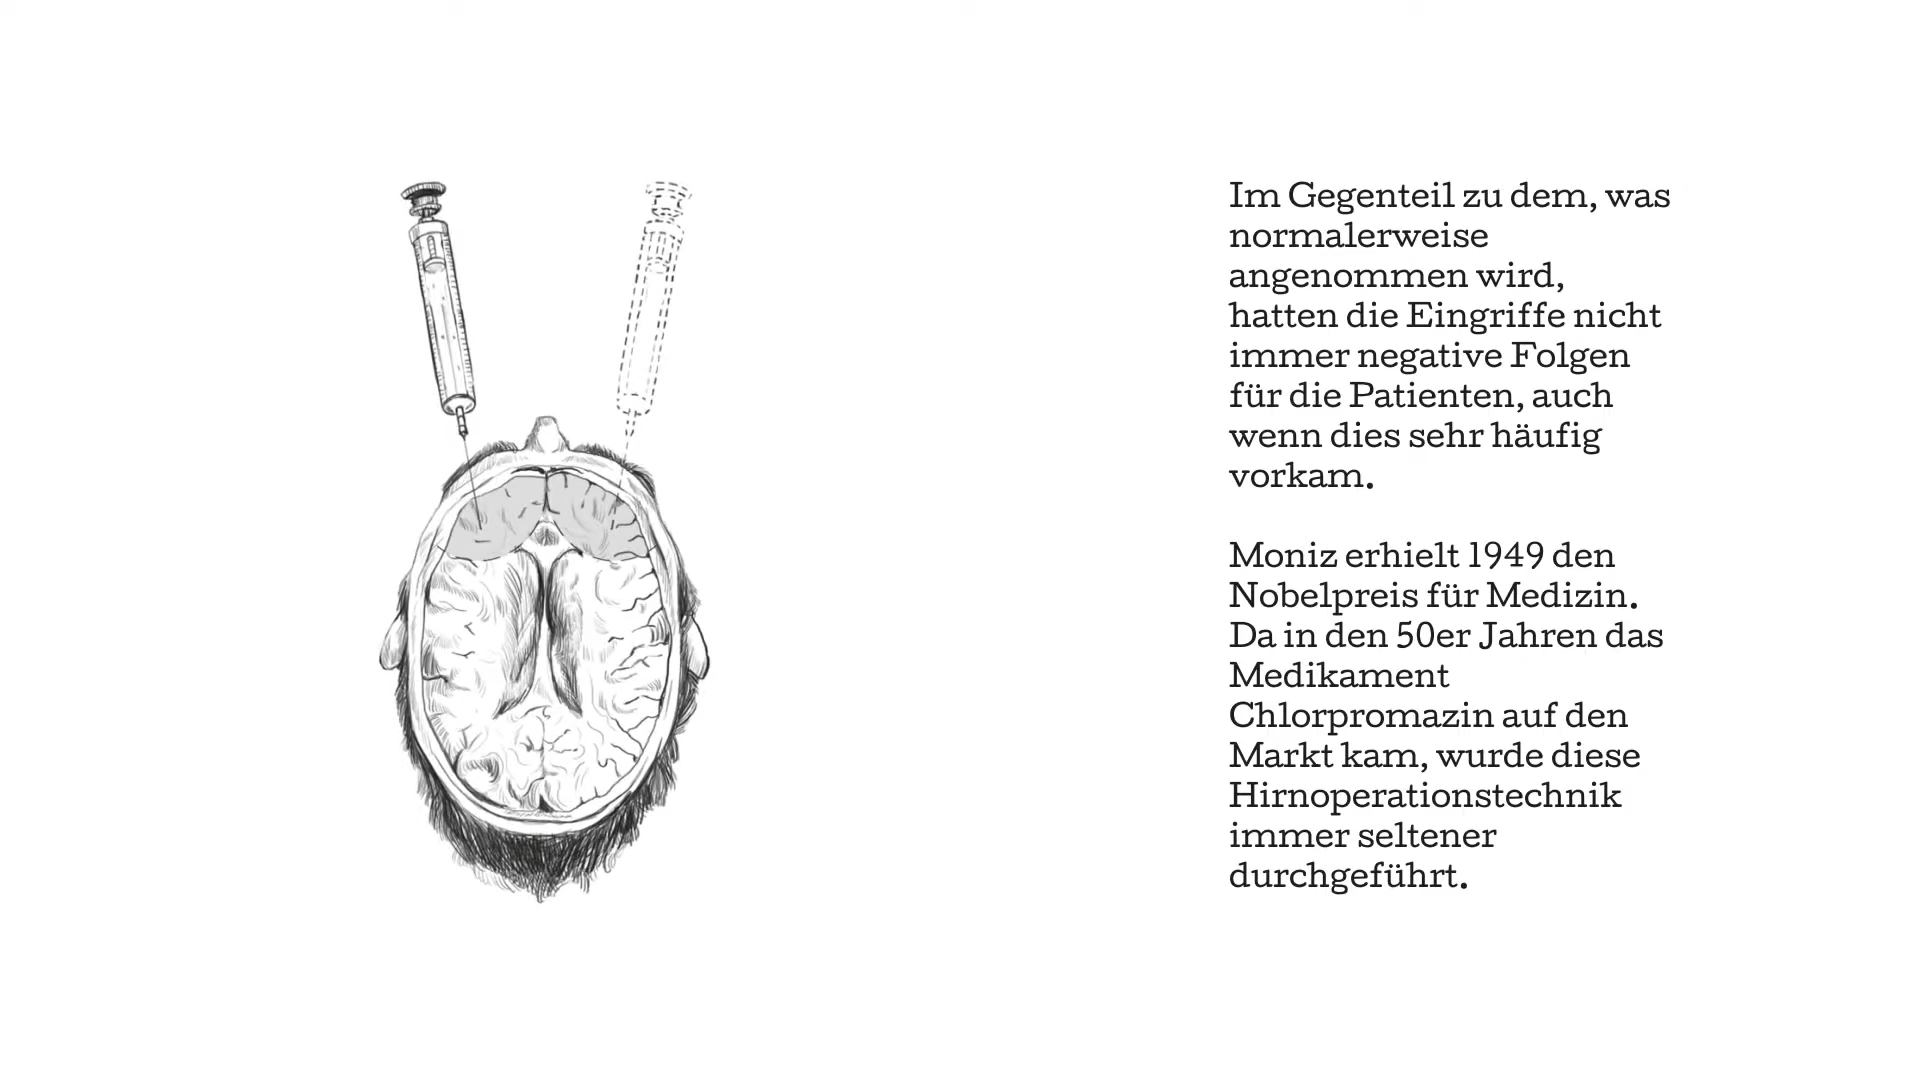 Im Gegenteil zu dem, was
normalerweise
angenommen wird,
hatten die Eingriffe nicht
immer negative Folgen
für die Patienten, auch
wenn dies sehr häufig
vorkam.
Moniz erhielt 1949 den
Nobelpreis für Medizin.
Da in den 50er Jahren das
Medikament
Chlorpromazin auf den
Markt kam, wurde diese
Hirnoperationstechnik
immer seltener
durchgeführt.